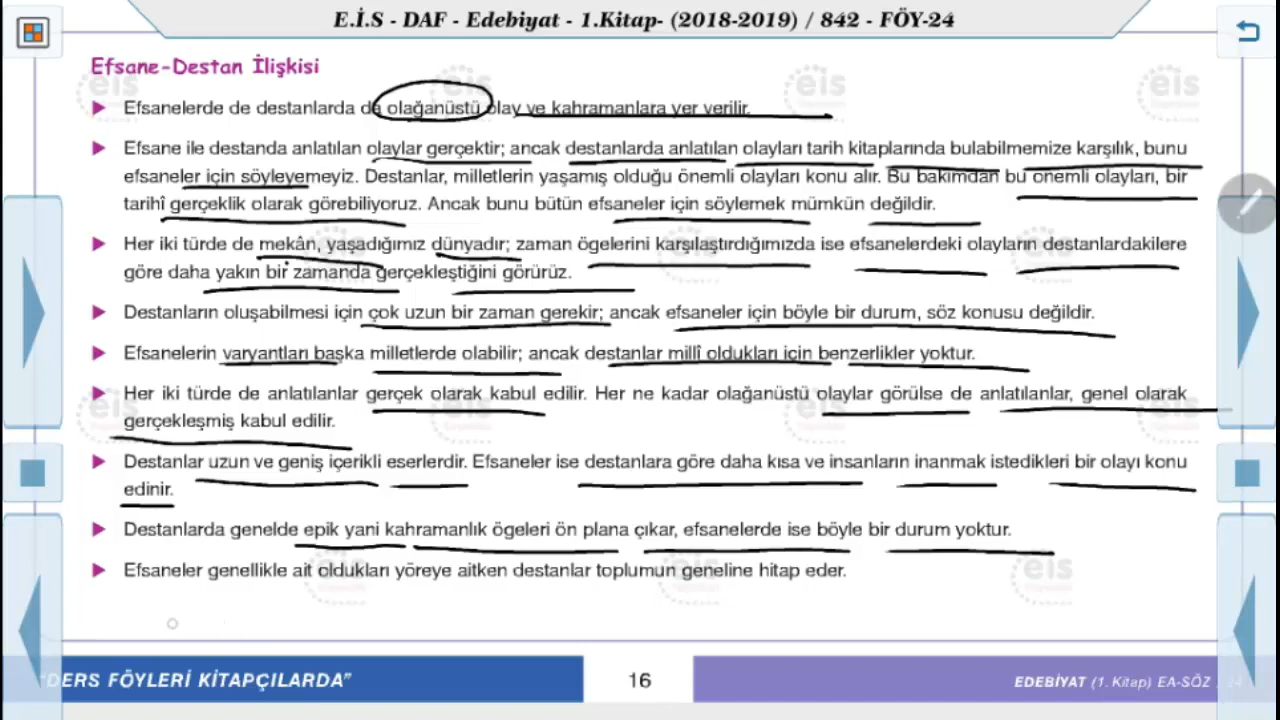 E.İ.S - DAF - Edebiyat - 1.Kitap- (2018-2019) / 842 - FÖY-24
Efsane-Destan İlişkisi
Efsanelerde de destanlarda da olağanüstü olay ve kahramanlara yer verilir.
Efsane ile destanda anlatılan olaylar gerçektir; ancak destanlarda anlatılan olayları tarih kitaplarında bulabilmemize karşılık, bunu
efsaneler için söyleyemeyiz. Destanlar, milletlerin yaşamış olduğu önemli olayları konu alır. Bu bakımdan bu önemli olayları, bir
tarihî gerçeklik olarak görebiliyoruz. Ancak bunu bütün efsaneler için söylemek mümkün değildir.
Her iki türde de mekân, yaşadığımız dünyadır; zaman ögelerini karşılaştırdığımızda ise efsanelerdeki olayların destanlardakilere
göre daha yakın bir zamanda gerçekleştiğini görürüz.
Destanların oluşabilmesi için çok uzun bir zaman gerekir; ancak efsaneler için böyle bir durum, söz konusu değildir.
Efsanelerin varyantları başka milletlerde olabilir; ancak destanlar millî oldukları için benzerlikler yoktur.
Her iki türde de anlatılanlar gerçek olarak kabul edilir. Her ne kadar olağanüstü olaylar görülse de anlatılanlar, genel olarak
gerçekleşmiş kabul edilir.
Destanlar uzun ve geniş içerikli eserlerdir. Efsaneler ise destanlara göre daha kısa ve insanların inanmak istedikleri bir olayı konu
edinir.
Destanlarda genelde epik yani kahramanlık ögeleri ön plana çıkar, efsanelerde ise böyle bir durum yoktur.
Efsaneler genellikle ait oldukları yöreye aitken destanlar toplumun geneline hitap eder.
"DERS FÖYLERİ KİTAPÇILARDA"
16
EDEBİYAT (1. Kitap) EA-SÖZ / 24